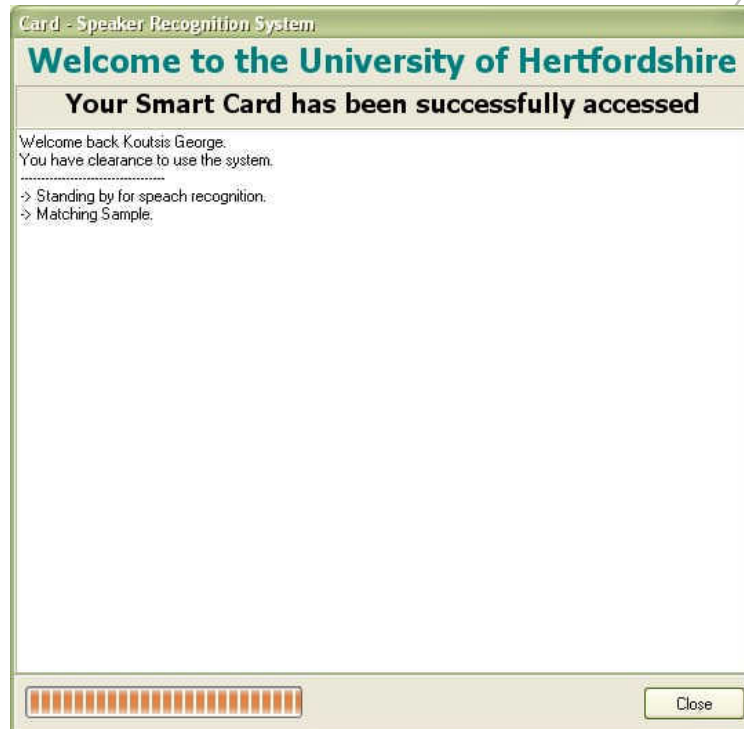 Card - Speaker Recognition System
Welcome to the University of Hertfordshire
Your Smart Card has been successfully accessed
Welcome back Koutsis George.
You have clearance to use the system.
----------------------------------
-> Standing by for speach recognition.
-> Matching Sample.
Close